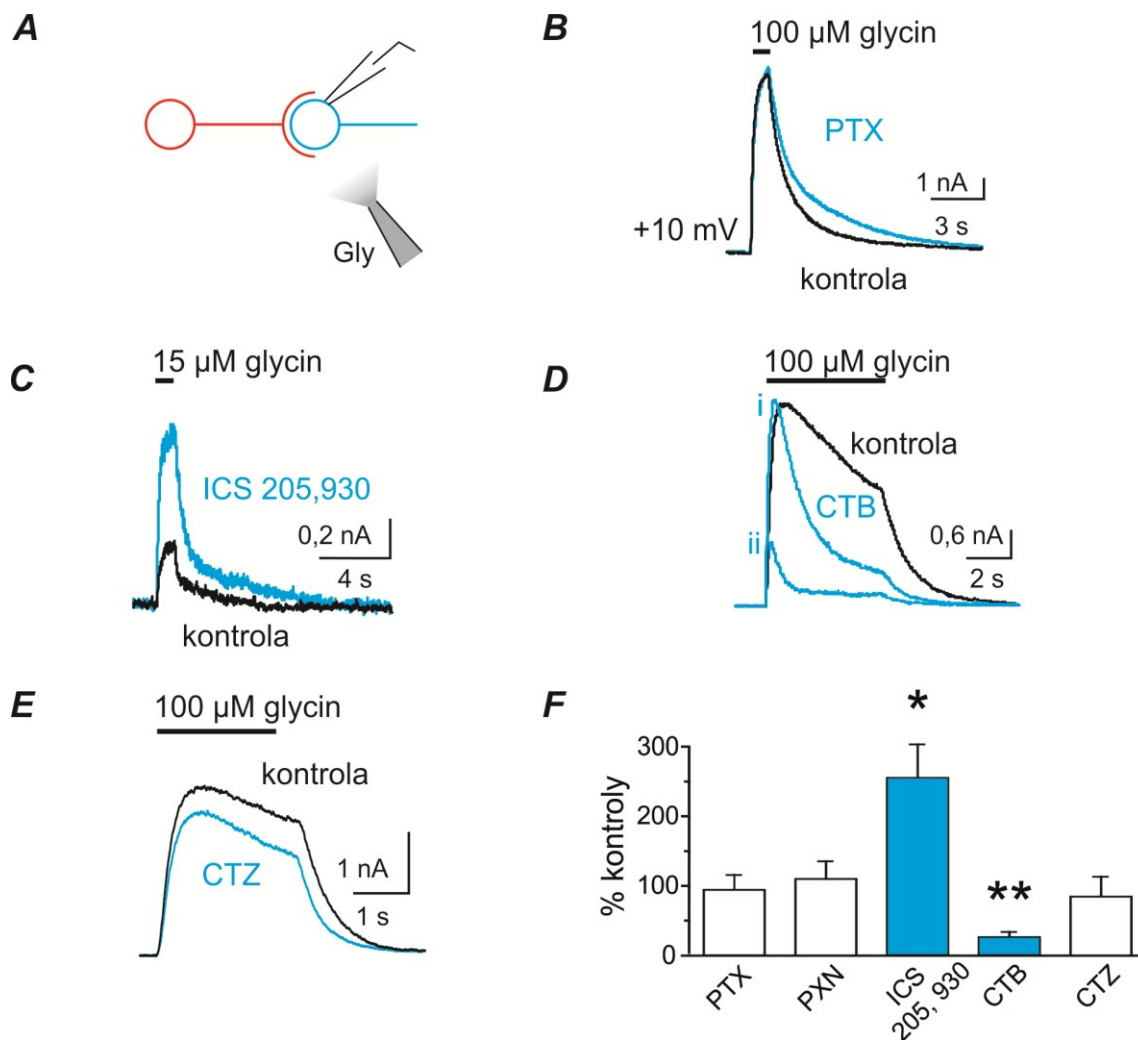 A
Gly
B
100 µM glycin
PTX
1 nA
3 s
+10 mV
kontrola
C
15 µM glycin
ICS 205,930
0,2 nA
4 s
kontrola
D
100 µM glycin
i
kontrola
CTB
ii
0,6 nA
2 s
E
100 µM glycin
kontrola
CTZ
1 nA
1 s
F
% kontroly
300
200
100
0
*
**
PTX
PXN
ICS
205, 930
CTB
CTZ